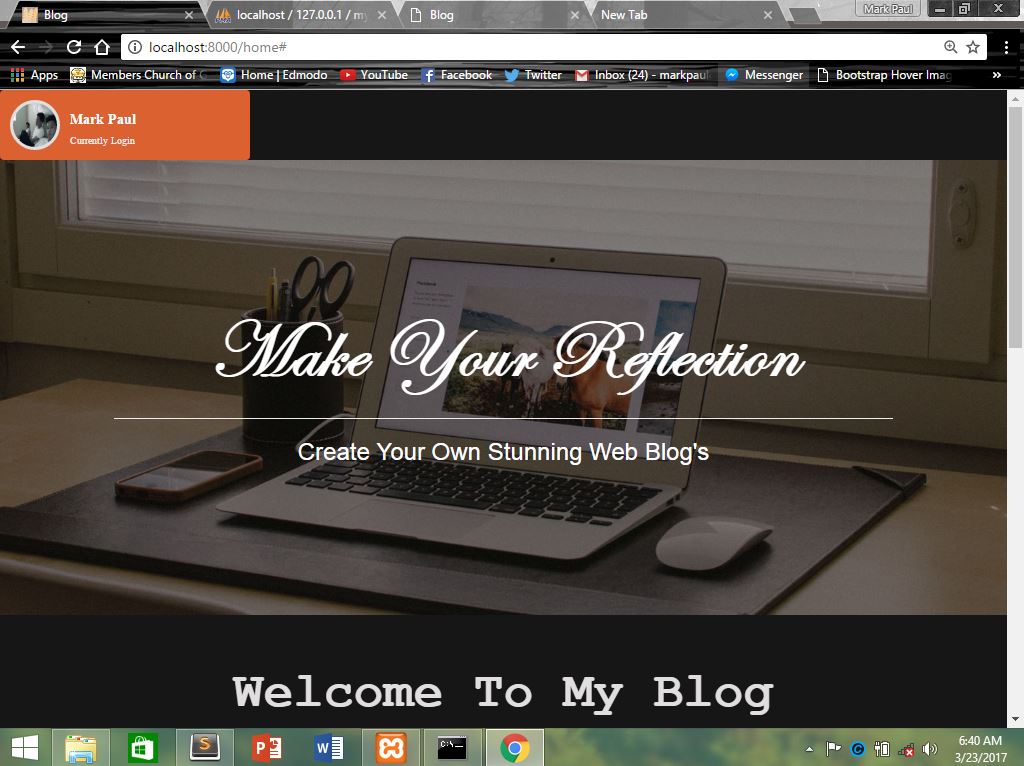 Blog
localhost / 127.0.0.1 / my
Blog
New Tab
Mark Paul
localhost:8000/home#
Apps
Members Church of G
Home | Edmodo
YouTube
Facebook
Twitter
Inbox (24) - markpaul
Messenger
Bootstrap Hover Imag
»
Mark Paul
Currently Login
Make Your Reflection
Create Your Own Stunning Web Blog's
Welcome To My Blog
6:40 AM
3/23/2017